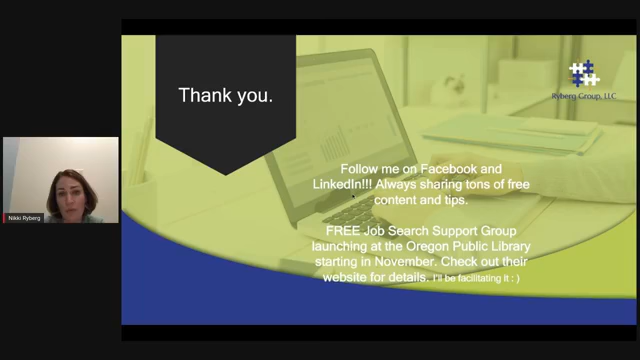 Thank you.
Ryberg Group, LLC
Follow me on Facebook and
LinkedIn!!! Always sharing tons of free
content and tips.
FREE Job Search Support Group
launching at the Oregon Public Library
starting in November. Check out their
website for details. I'll be facilitating it : )
Nikki Ryberg